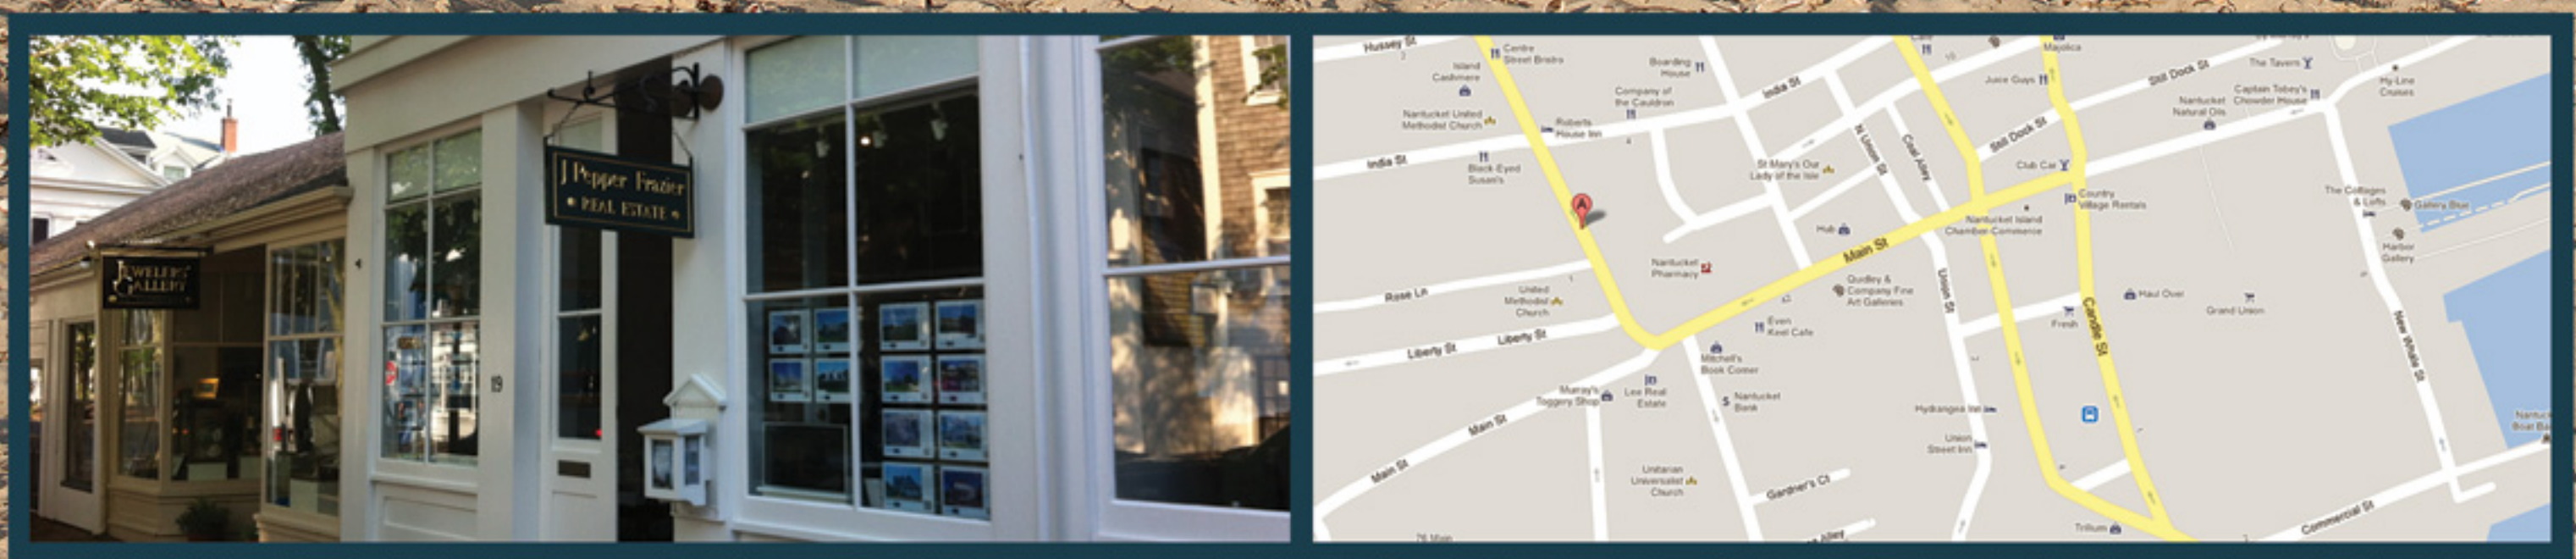 JEWELERS'
GALLERY
19
J Pepper Frazier
• REAL ESTATE •
Hussey St
Centre
Street Bistro
Island
Cashmere
Boarding
House
Company of
the Cauldron
Nantucket United
Methodist Church
Roberts
House Inn
India St
India St
Black-Eyed
Susan's
St Mary's Our
Lady of the Isle
N Union St
Coal Alley
Cafe
Majolica
Juice Guys
Still Dock St
Still Dock St
The Tavern
Captain Tobey's
Chowder House
Nantucket
Natural Oils
Hy-Line
Cruises
Club Car
Country
Village Rentals
The Cottages
& Lofts
Gallery Blue
Harbor
Gallery
A
Nantucket Island
Chamber-Commerce
Hub
Main St
Nantucket
Pharmacy
Rose Ln
United
Methodist
Church
Quidley &
Company Fine
Art Galleries
Union St
Maul Over
Grand Union
Fresh
Candle St
New Whale St
Liberty St
Liberty St
Even
Keel Cafe
Mitchell's
Book Corner
Murray's
Toggery Shop
Lee Real
Estate
Nantucket
Bank
Hydrangea Inn
Union
Street Inn
Main St
Main St
Unitarian
Universalist
Church
Gardner's Ct
Alley
76 Main
Trillium
Commercial St